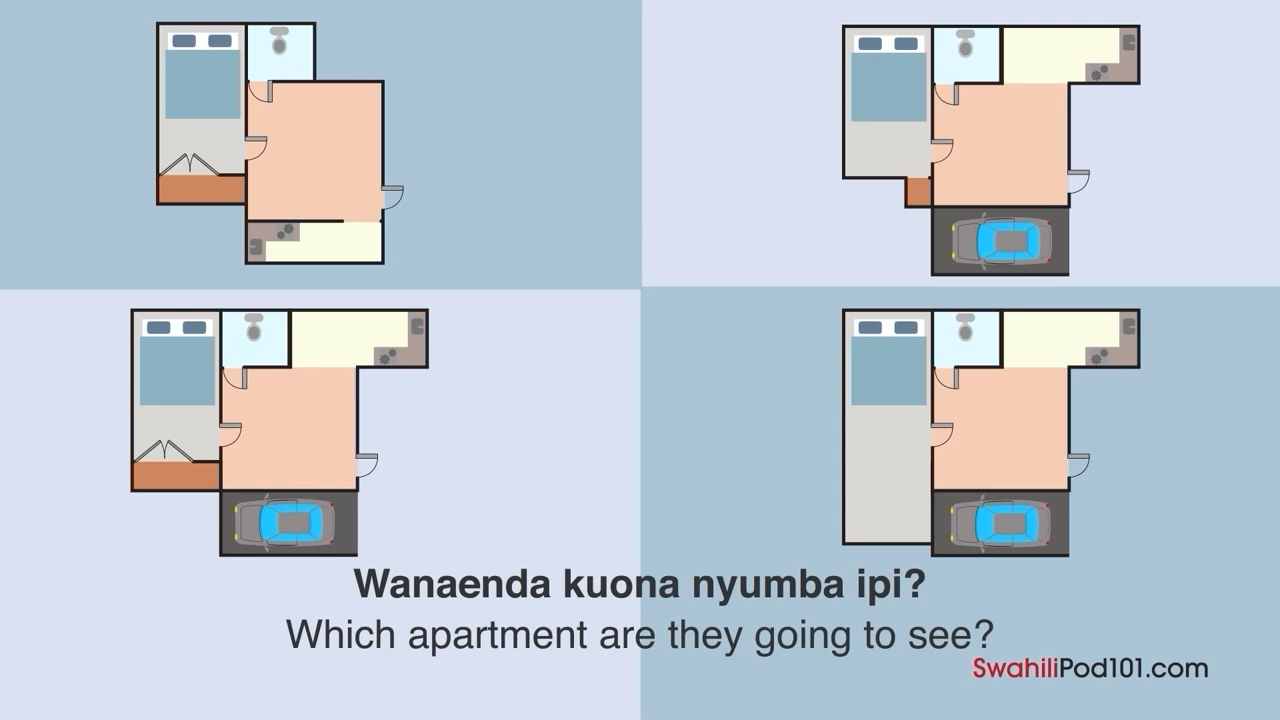 Wanaenda kuona nyumba ipi?
Which apartment are they going to see?
SwahiliPod101.com